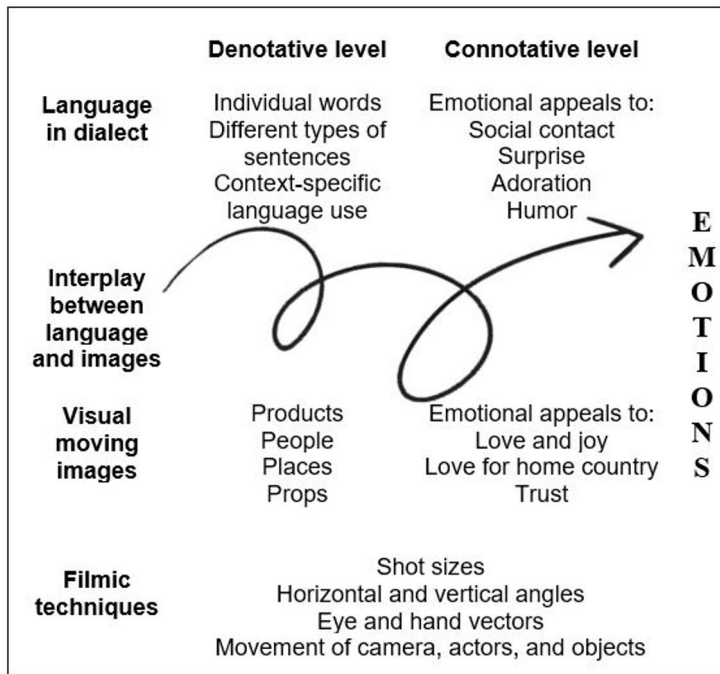 Denotative level
Connotative level
Language
in dialect
Individual words
Different types of
sentences
Context-specific
language use
Emotional appeals to:
Social contact
Surprise
Adoration
Humor
Interplay
between
language
and images
Visual
moving
images
Products
People
Places
Props
Emotional appeals to:
Love and joy
Love for home country
Trust
EMOTIONS
Filmic
techniques
Shot sizes
Horizontal and vertical angles
Eye and hand vectors
Movement of camera, actors, and objects